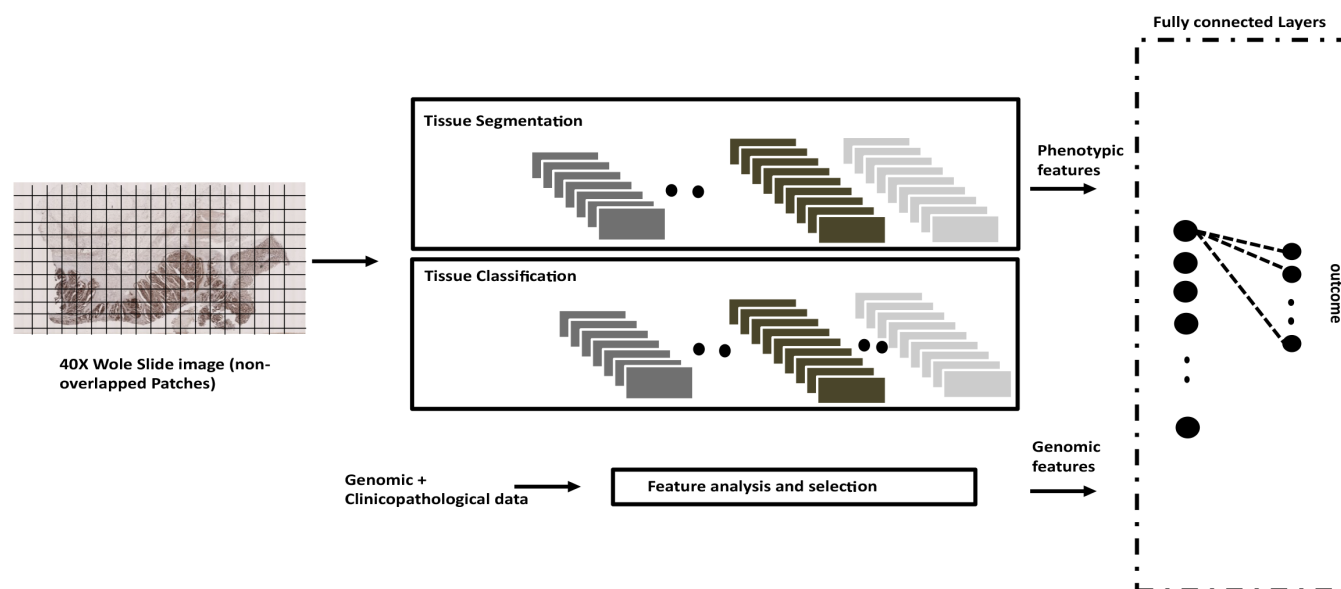 Fully connected Layers
Tissue Segmentation
Phenotypic
features
Tissue Classification
outcome
40X Wole Slide image (non-
overlapped Patches)
Genomic +
Clinicopathological data
Feature analysis and selection
Genomic
features